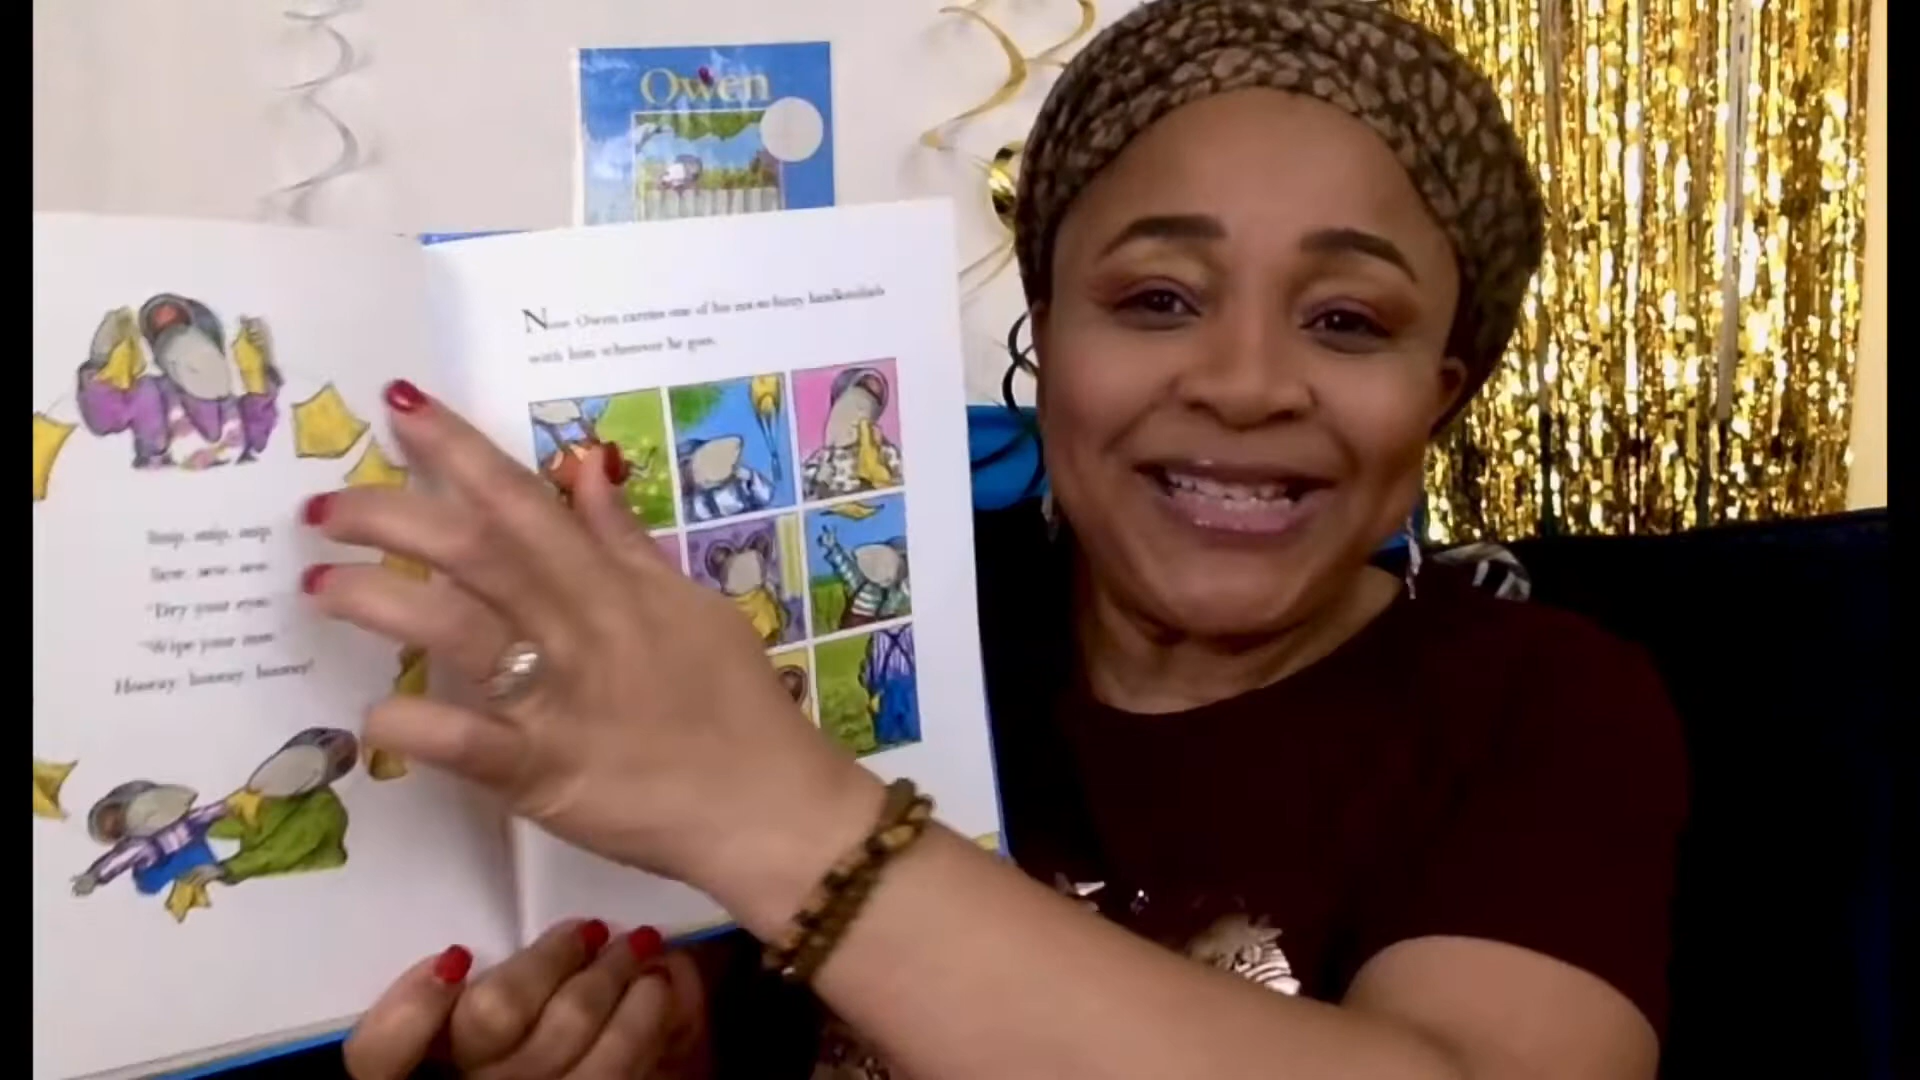 Owen
Snip. snip. snip.
Sew. sew. sew.
"Dry your eyes.
"Wipe your nose.
Hooray, hooray, hooray!
Now Owen carries one of his not-so-fuzzy handkerchiefs
with him wherever he goes.